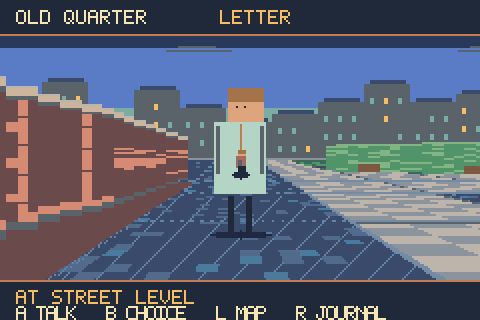 OLD QUARTER LETTER
AT STREET LEVEL
A TALK B CHOICE L MAP R JOURNAL